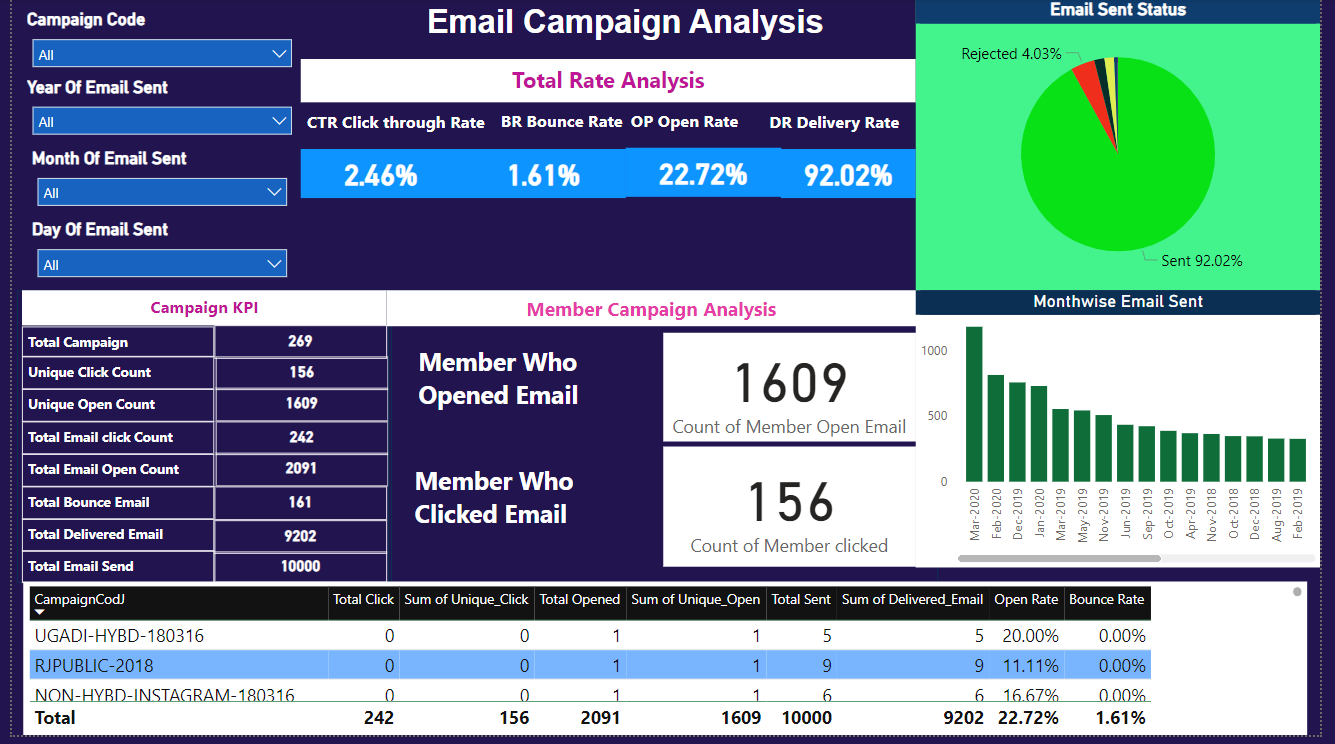 Campaign Code
All
Year Of Email Sent
All
Month Of Email Sent
All
Day Of Email Sent
All
Email Campaign Analysis
Total Rate Analysis
CTR Click through Rate BR Bounce Rate OP Open Rate DR Delivery Rate
2.46% 1.61% 22.72% 92.02%
Email Sent Status
Rejected 4.03%
Sent 92.02%
Campaign KPI
Total Campaign 269
Unique Click Count 156
Unique Open Count 1609
Total Email click Count 242
Total Email Open Count 2091
Total Bounce Email 161
Total Delivered Email 9202
Total Email Send 10000
Member Campaign Analysis
Member Who
Opened Email
1609
Count of Member Open Email
Member Who
Clicked Email
156
Count of Member clicked
Monthwise Email Sent
1000
500
0
Mar-2020
Feb-2020
Dec-2019
Jan-2020
Mar-2019
May-2019
Nov-2019
Jun-2019
Sep-2019
Oct-2019
Apr-2019
Nov-2018
Oct-2018
Dec-2018
Aug-2019
Feb-2019
CampaignCodJ Total Click Sum of Unique_Click Total Opened Sum of Unique_Open Total Sent Sum of Delivered_Email Open Rate Bounce Rate
UGADI-HYBD-180316 0 0 1 1 5 5 20.00% 0.00%
RJPUBLIC-2018 0 0 1 1 9 9 11.11% 0.00%
NON-HYBD-INSTAGRAM-180316 0 0 1 1 6 6 16.67% 0.00%
Total 242 156 2091 1609 10000 9202 22.72% 1.61%